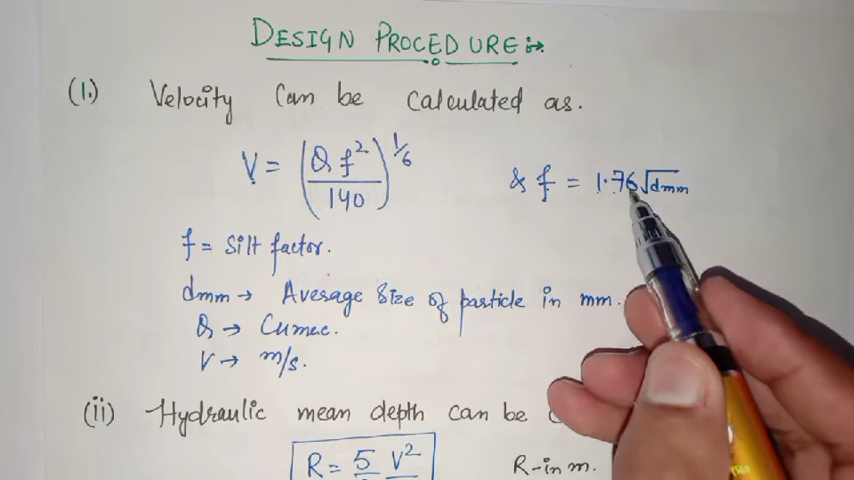 DESIGN PROCEDURE :→
(1.) Velocity Can be Calculated as.
V = (Q f² / 140)^1/6 & f = 1.76 √dmm
f = Silt factor.
dmm → Average Size of particle in mm.
Q → Cumec.
V → m/s.
(ii) Hydraulic mean depth can be
R = 5 V² R - in m.